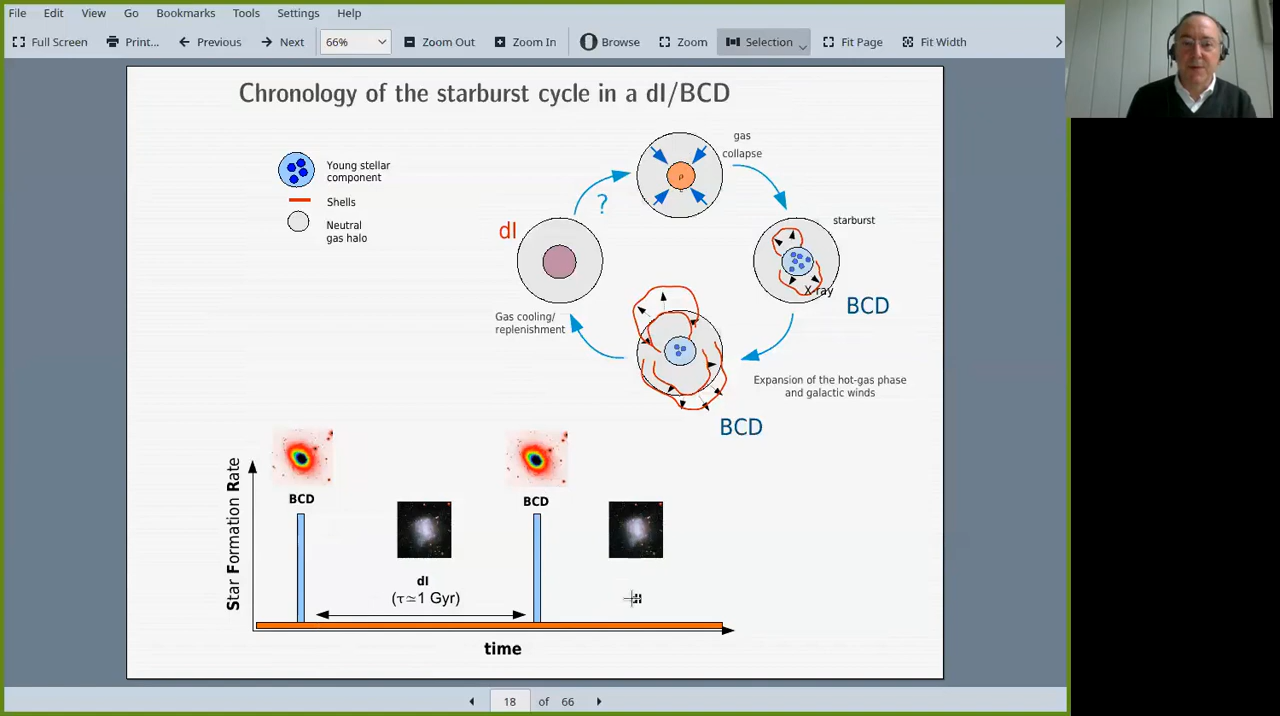 File Edit View Go Bookmarks Tools Settings Help
Full Screen Print... Previous Next 66% Zoom Out Zoom In Browse Zoom Selection Fit Page Fit Width
Chronology of the starburst cycle in a dI/BCD
Young stellar
component
Shells
Neutral
gas halo
gas
collapse
ρ
?
dI
starburst
X-ray
BCD
Gas cooling/
replenishment
Expansion of the hot-gas phase
and galactic winds
BCD
Star Formation Rate
BCD
BCD
dI
(τ≃1 Gyr)
time
18 of 66